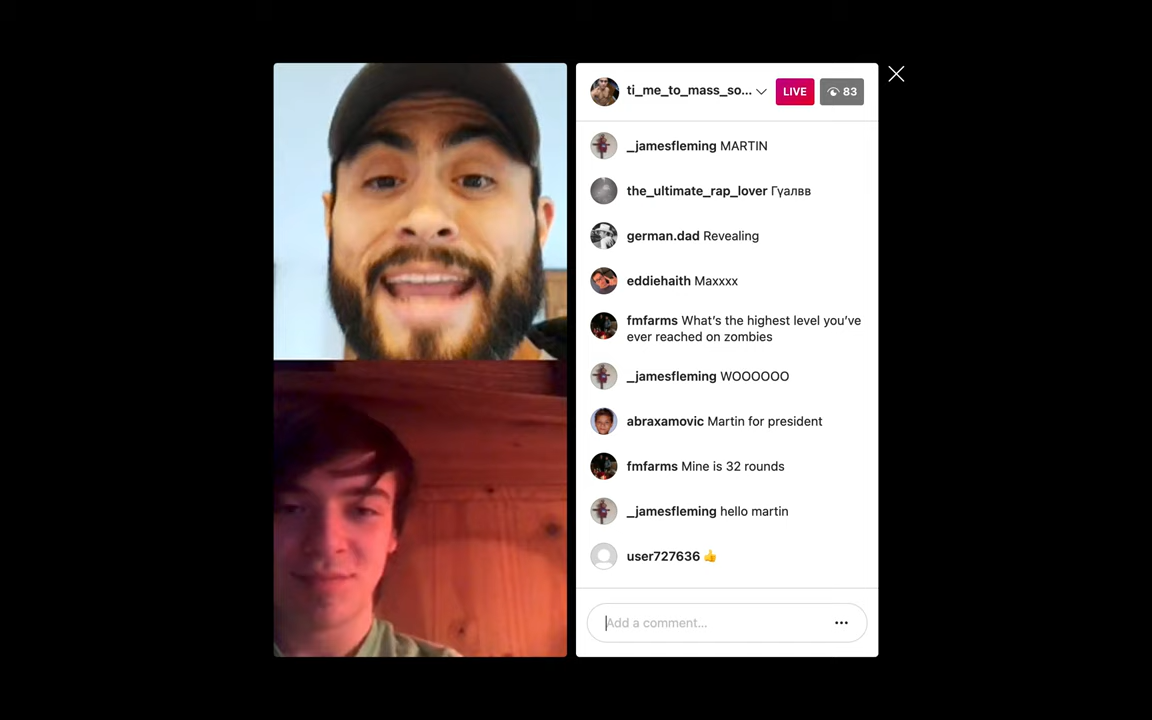 ti_me_to_mass_so... LIVE 83
_jamesfleming MARTIN
the_ultimate_rap_lover Гγалвв
german.dad Revealing
eddiehaith Maxxxx
fmfarms What's the highest level you've
ever reached on zombies
_jamesfleming WOOOOOO
abraxamovic Martin for president
fmfarms Mine is 32 rounds
_jamesfleming hello martin
user727636 👍
Add a comment...